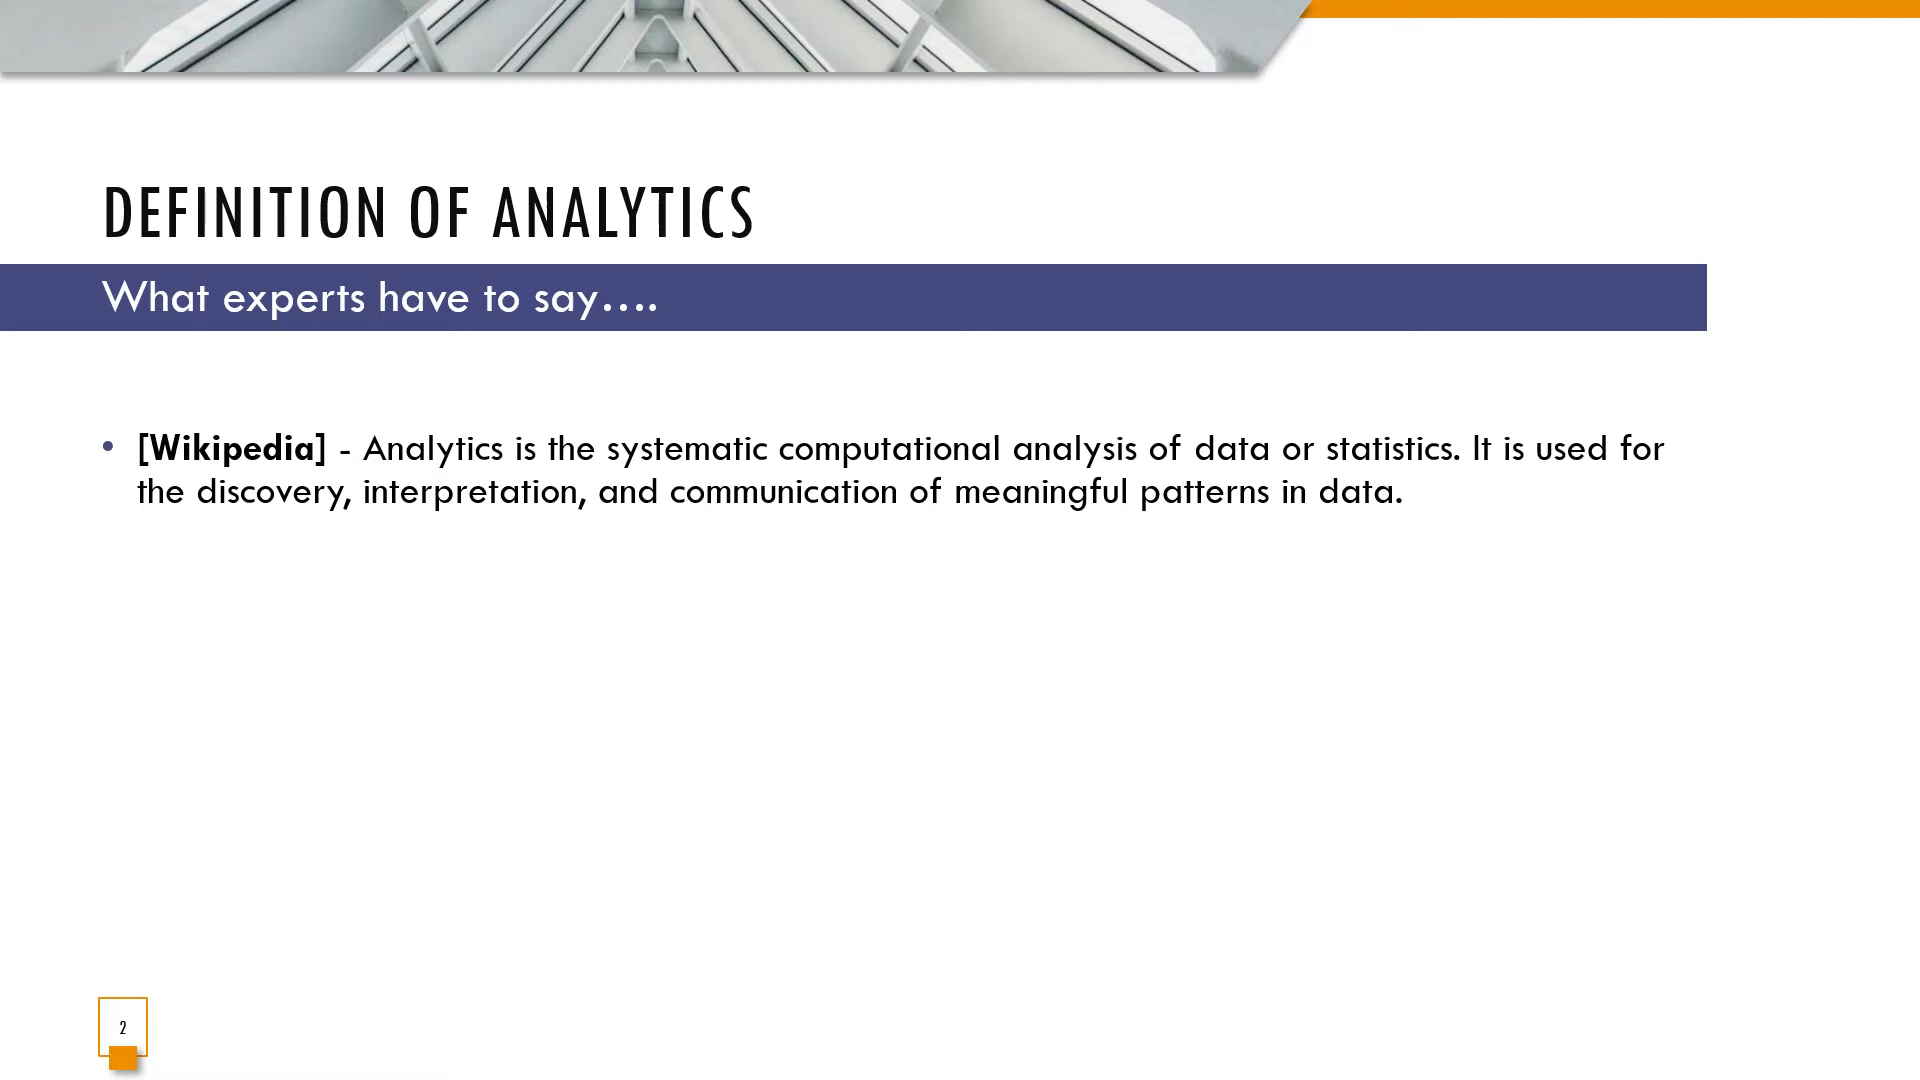 DEFINITION OF ANALYTICS
What experts have to say....
• [Wikipedia] - Analytics is the systematic computational analysis of data or statistics. It is used for
the discovery, interpretation, and communication of meaningful patterns in data.
2